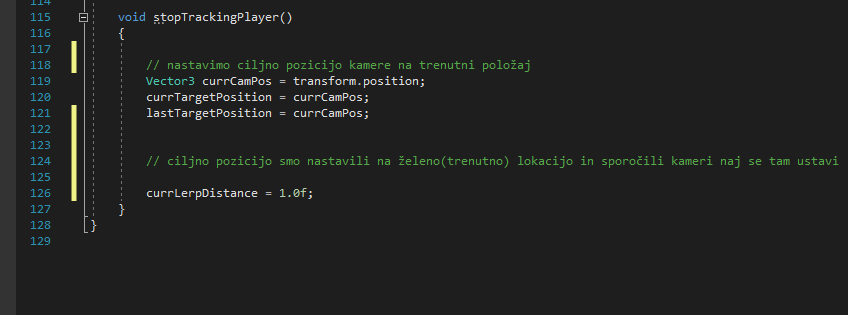 114
115 void stopTrackingPlayer()
116 {
117
118 // nastavimo ciljno pozicijo kamere na trenutni položaj
119 Vector3 currCamPos = transform.position;
120 currTargetPosition = currCamPos;
121 lastTargetPosition = currCamPos;
122
123
124 // ciljno pozicijo smo nastavili na želeno(trenutno) lokacijo in sporočili kameri naj se tam ustavi
125
126 currLerpDistance = 1.0f;
127 }
128 }
129